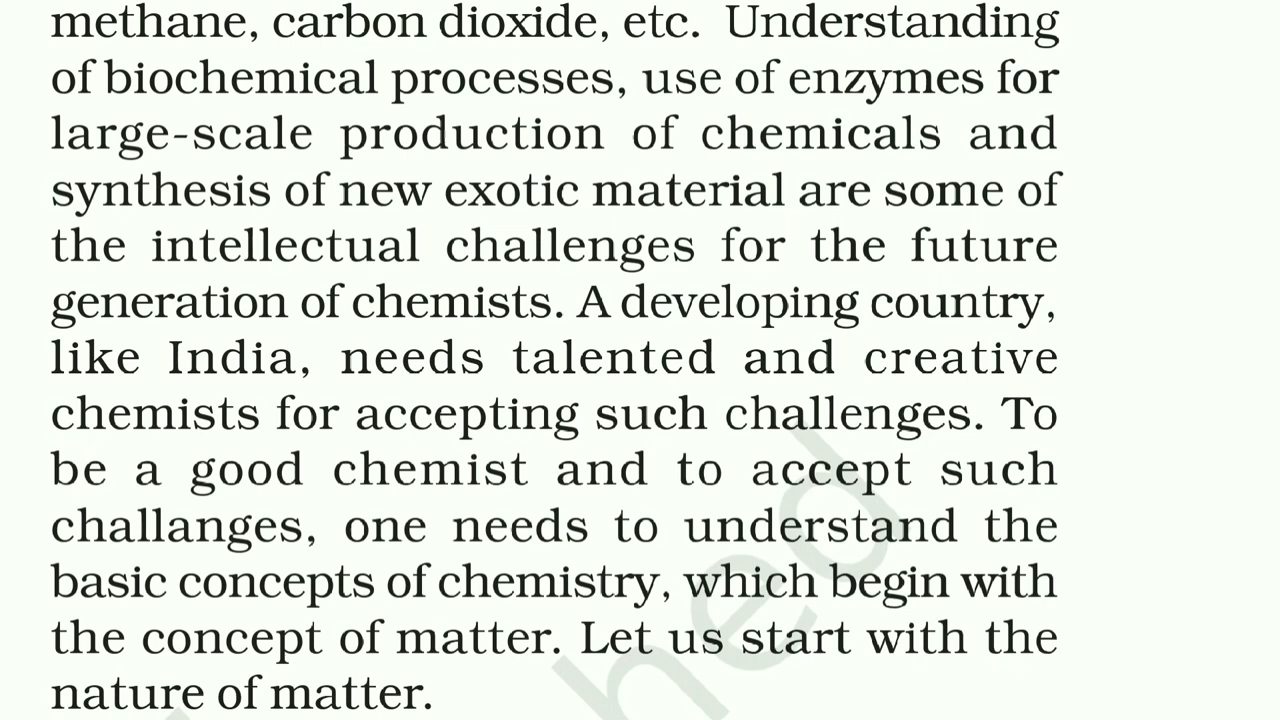 methane, carbon dioxide, etc. Understanding
of biochemical processes, use of enzymes for
large-scale production of chemicals and
synthesis of new exotic material are some of
the intellectual challenges for the future
generation of chemists. A developing country,
like India, needs talented and creative
chemists for accepting such challenges. To
be a good chemist and to accept such
challanges, one needs to understand the
basic concepts of chemistry, which begin with
the concept of matter. Let us start with the
nature of matter.